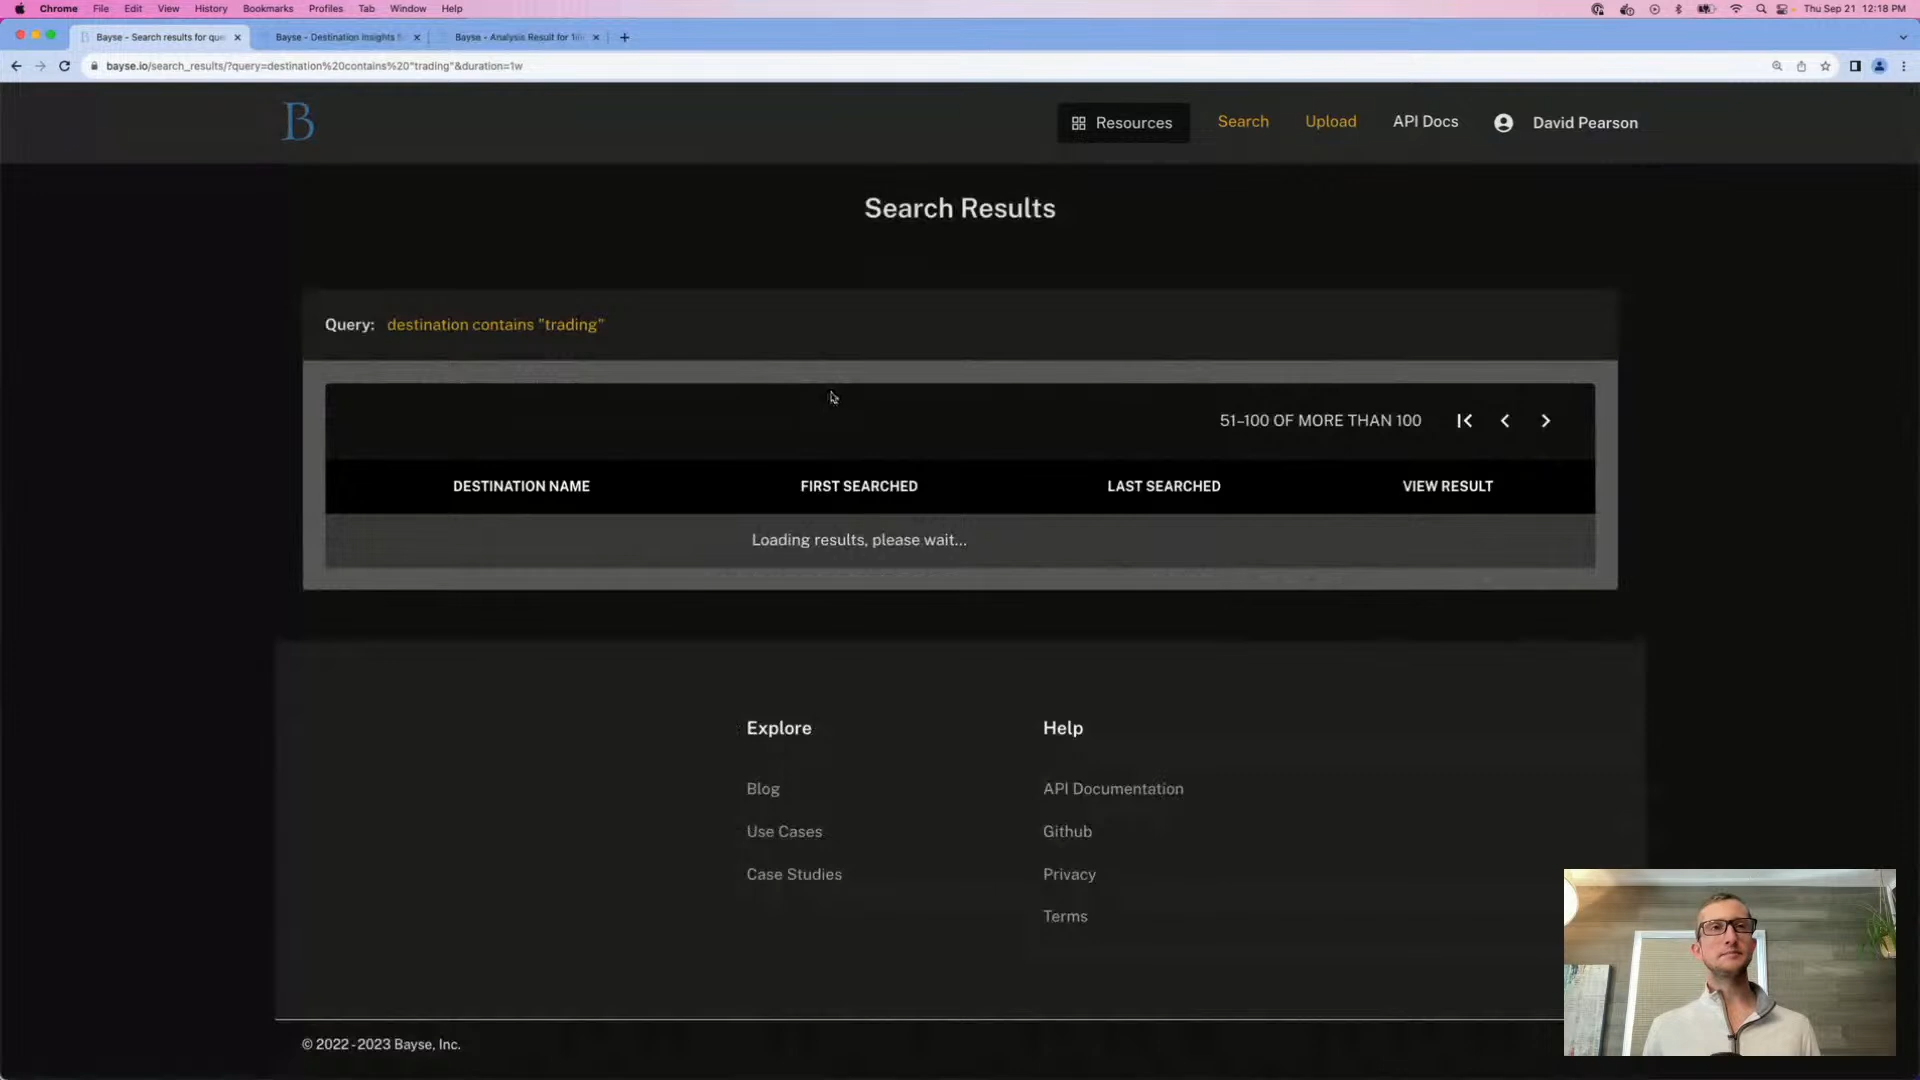 Chrome File Edit View History Bookmarks Profiles Tab Window Help Thu Sep 21 12:18 PM
Bayse - Search results for que Bayse - Destination Insights f Bayse - Analysis Result for
bayse.io/search_results/?query=destination%20contains%20"trading"&duration=1w
B Resources Search Upload API Docs David Pearson
Search Results
Query: destination contains "trading"
51–100 OF MORE THAN 100
DESTINATION NAME FIRST SEARCHED LAST SEARCHED VIEW RESULT
Loading results, please wait...
Explore Help
Blog API Documentation
Use Cases Github
Case Studies Privacy
Terms
© 2022 - 2023 Bayse, Inc.